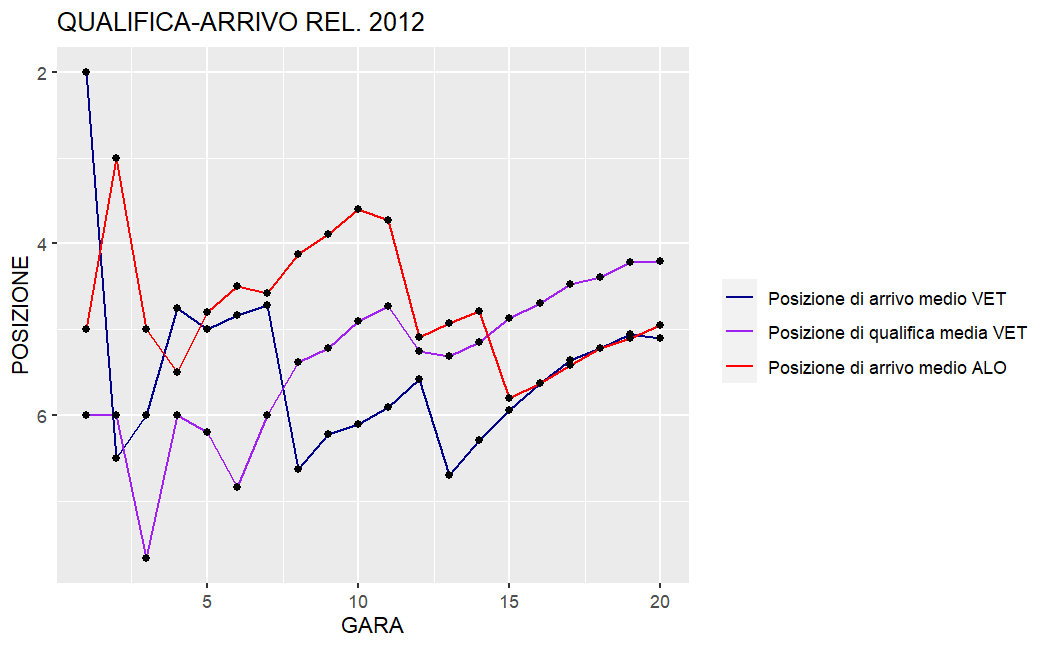 QUALIFICA-ARRIVO REL. 2012
POSIZIONE
2
4
6
5
10
15
20
GARA
Posizione di arrivo medio VET
Posizione di qualifica media VET
Posizione di arrivo medio ALO